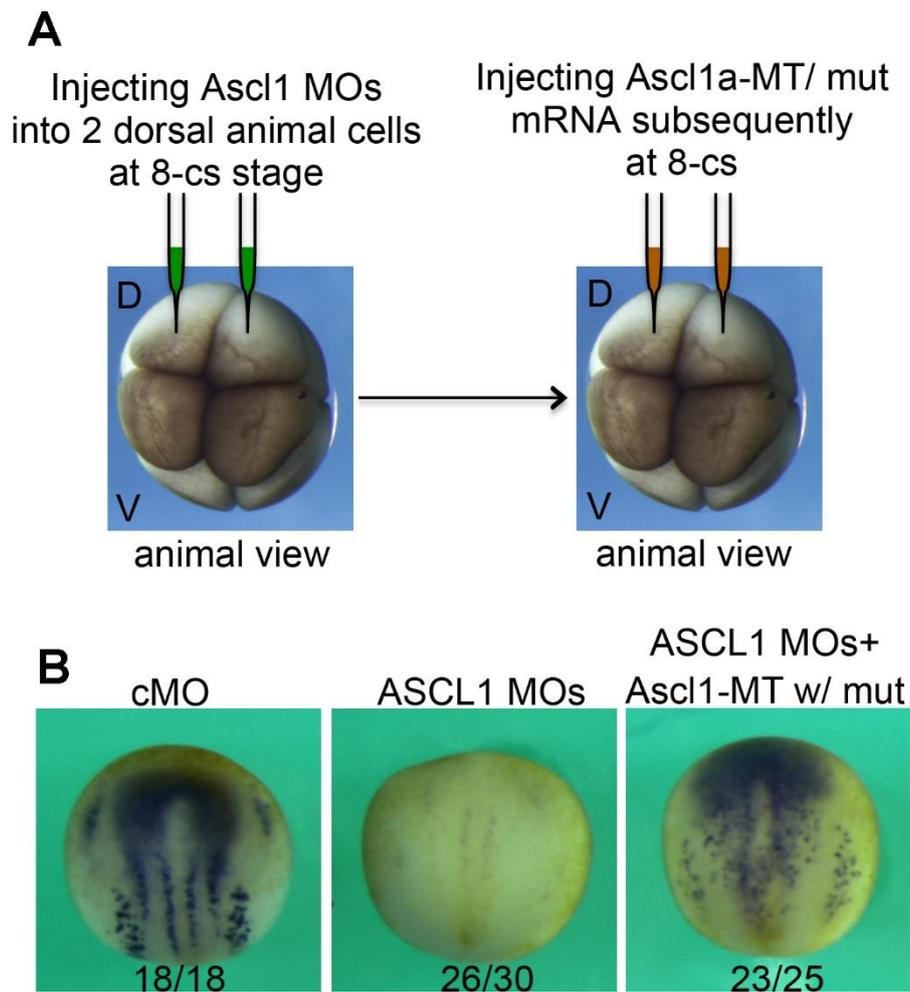 A
Injecting Ascl1 MOs
into 2 dorsal animal cells
at 8-cs stage
Injecting Ascl1a-MT/ mut
mRNA subsequently
at 8-cs
D
V
animal view
D
V
animal view
B
cMO
ASCL1 MOs
ASCL1 MOs+
Ascl1-MT w/ mut
18/18
26/30
23/25